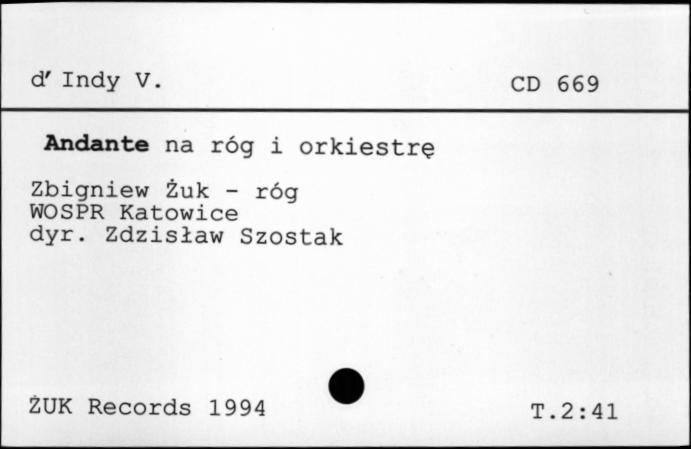 d' Indy V.
CD 669
Andante na róg i orkiestrę
Zbigniew Żuk - róg
WOSPR Katowice
dyr. Zdzisław Szostak
ŻUK Records 1994
T.2:41